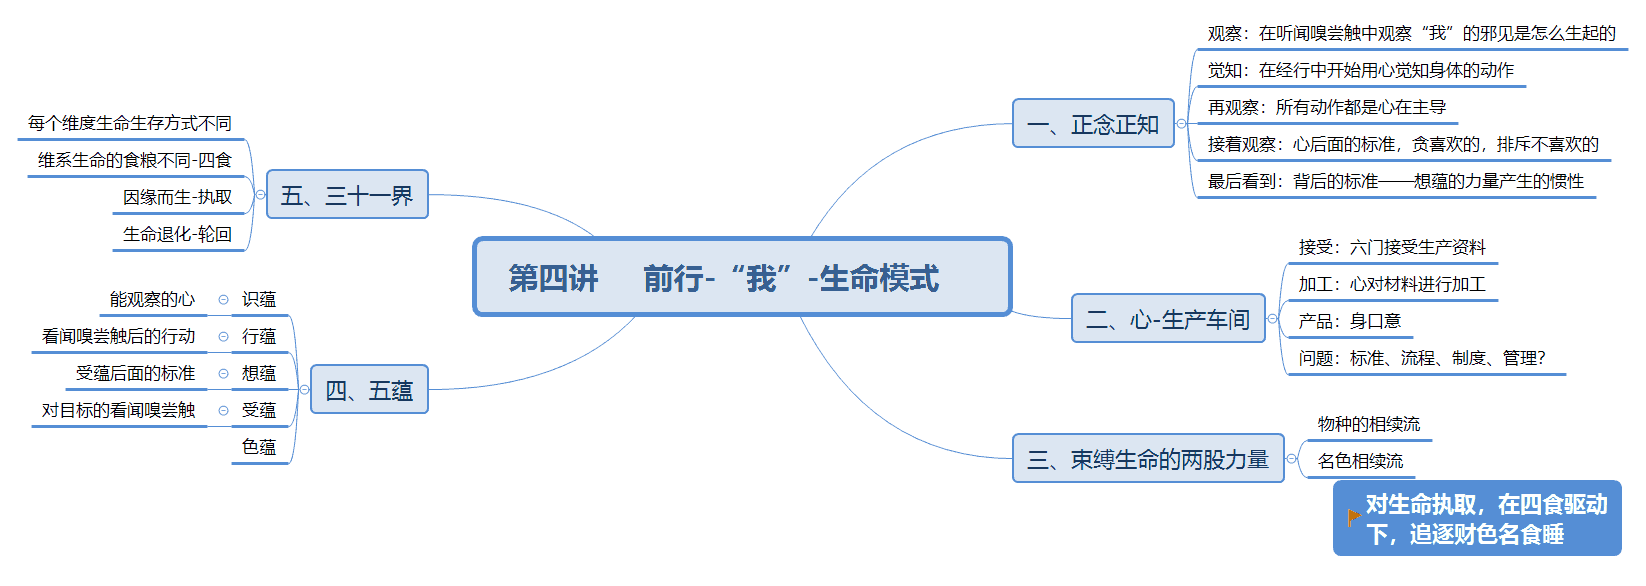 第四讲 前行-“我”-生命模式
一、正念正知
观察：在听闻嗅尝触中观察“我”的邪见是怎么生起的
觉知：在经行中开始用心觉知身体的动作
再观察：所有动作都是心在主导
接着观察：心后面的标准，贪喜欢的，排斥不喜欢的
最后看到：背后的标准——想蕴的力量产生的惯性
二、心-生产车间
接受：六门接受生产资料
加工：心对材料进行加工
产品：身口意
问题：标准、流程、制度、管理？
三、束缚生命的两股力量
物种的相续流
名色相续流
对生命执取，在四食驱动
下，追逐财色名食睡
四、五蕴
识蕴
能观察的心
行蕴
看闻嗅尝触后的行动
想蕴
受蕴后面的标准
受蕴
对目标的看闻嗅尝触
色蕴
五、三十一界
每个维度生命生存方式不同
维系生命的食粮不同-四食
因缘而生-执取
生命退化-轮回